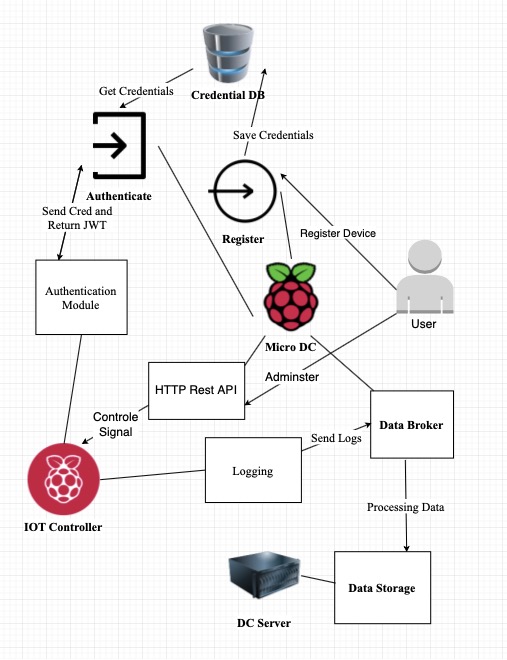 Get Credentials
Credential DB
Save Credentials
Authenticate
Send Cred and
Return JWT
Register
Register Device
Authentication
Module
User
Micro DC
HTTP Rest API
Adminster
Controle
Signal
Data Broker
Send Logs
Logging
Processing Data
IOT Controller
Data Storage
DC Server